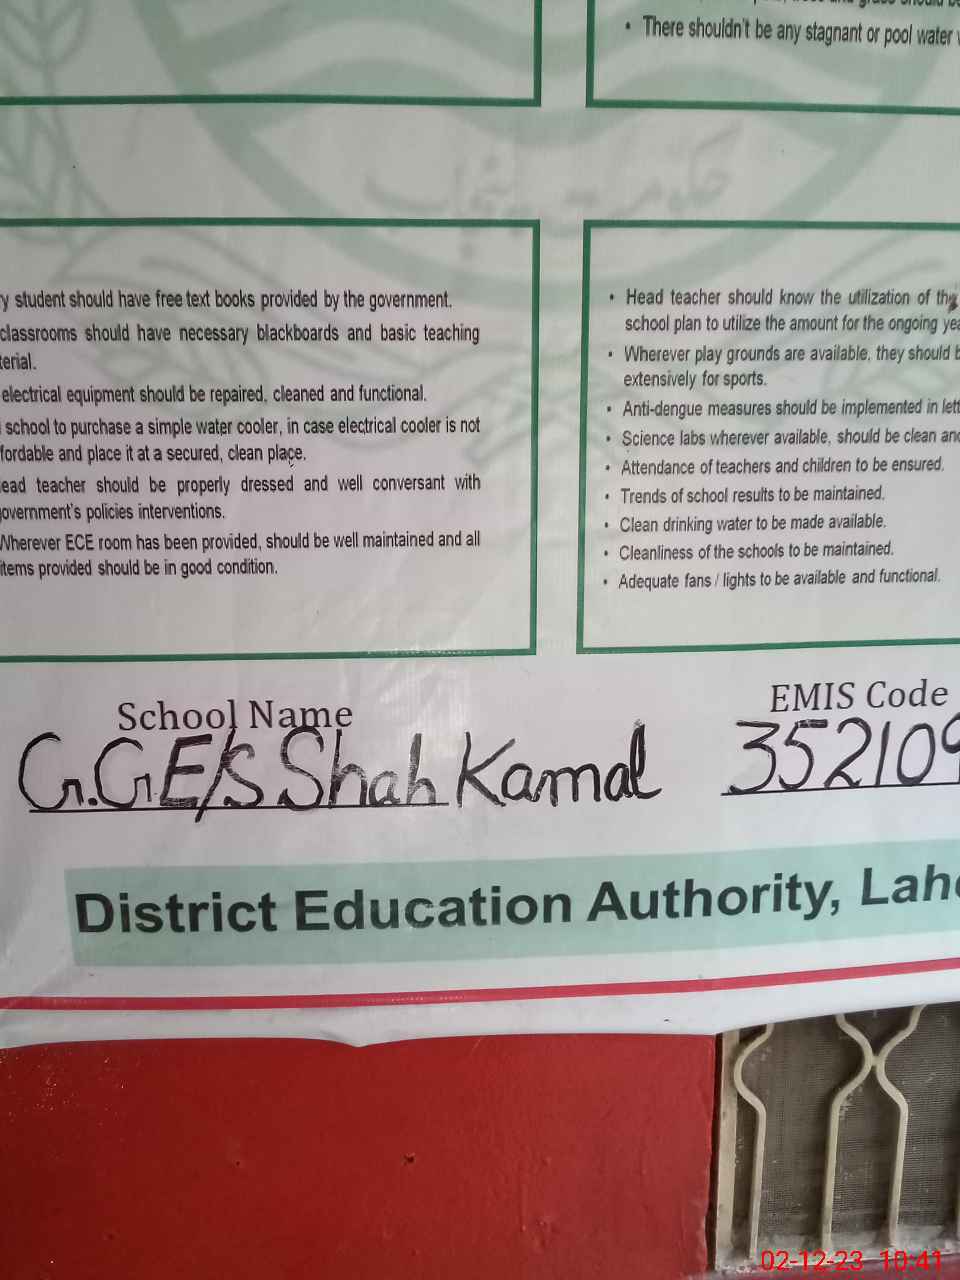 There shouldn't be any stagnant or pool water
student should have free text books provided by the government.
classrooms should have necessary blackboards and basic teaching
electrical equipment should be repaired, cleaned and functional.
school to purchase a simple water cooler, in case electrical cooler is not
and place it at a secured, clean place.
teacher should be properly dressed and well conversant with
policies interventions.
Wherever ECE room has been provided, should be well maintained and all
items provided should be in good condition.
• Head teacher should know the utilization of the
school plan to utilize the amount for the ongoing
• Wherever play grounds are available, they should
extensively for sports.
• Anti-dengue measures should be implemented in
• Science labs wherever available, should be clean
• Attendance of teachers and children to be ensured.
• Trends of school results to be maintained.
• Clean drinking water to be made available.
• Cleanliness of the schools to be maintained.
• Adequate fans / lights to be available and functional.
School Name
G.GE/S Shah Kamal
EMIS Code
352109
District Education Authority,
02-12-23 10:41